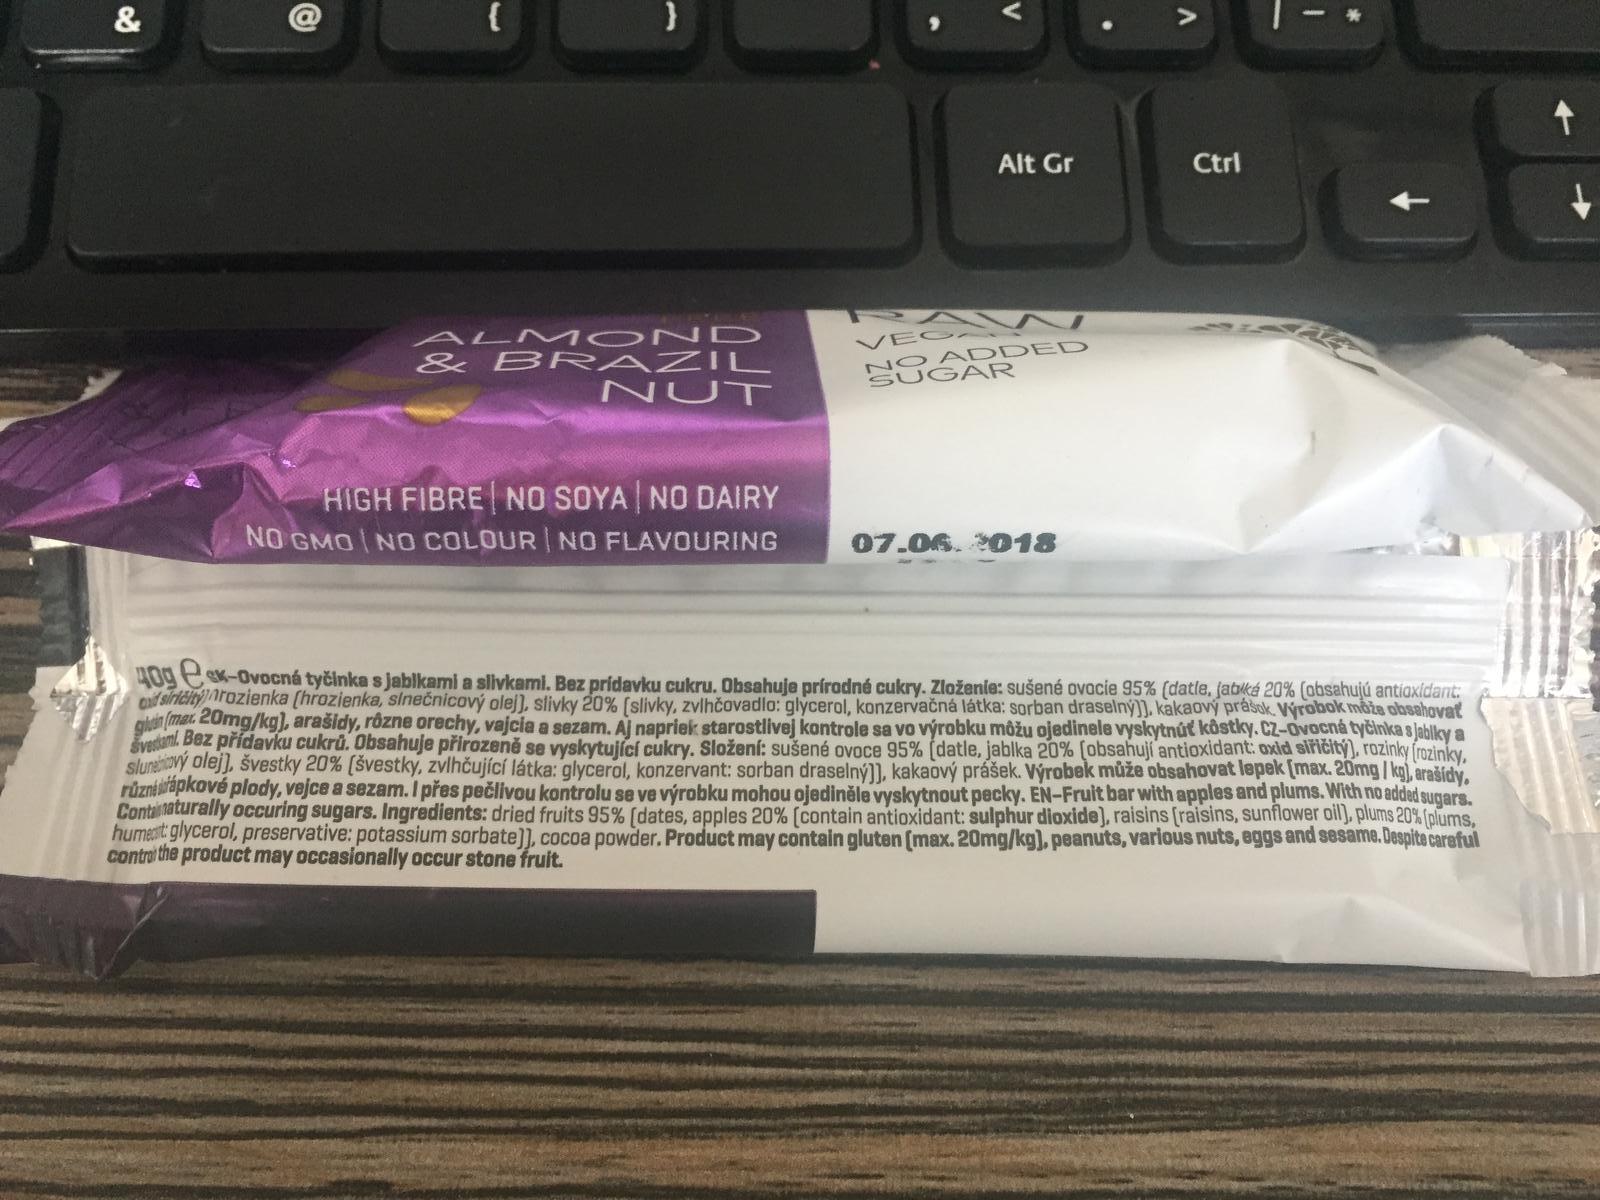 &
@
{
}
, <
. >
| – *
Alt Gr
Ctrl
←
↑
↓
ALMOND
& BRAZIL
NUT
HIGH FIBRE | NO SOYA | NO DAIRY
NO GMO | NO COLOUR | NO FLAVOURING
RAW
VEGAN
NO ADDED
SUGAR
07.06.2018
40g ℮ SK–Ovocná tyčinka s jablkami a slivkami. Bez prídavku cukru. Obsahuje prírodné cukry. Zloženie: sušené ovocie 95% (datle, jablká 20% (obsahujú antioxidant:
oxid siričitý) hrozienka (hrozienka, slnečnicový olej), slivky 20% (slivky, zvlhčovadlo: glycerol, konzervačná látka: sorban draselný)), kakaový prášok. Výrobok môže obsahovať
glutén (max. 20mg/kg), arašidy, rôzne orechy, vajcia a sezam. Aj napriek starostlivej kontrole sa vo výrobku môžu ojedinele vyskytnúť kôstky. CZ–Ovocná tyčinka s jablky a
švestkami. Bez přídavku cukrů. Obsahuje přirozeně se vyskytující cukry. Složení: sušené ovoce 95% (datle, jablka 20% (obsahují antioxidant: oxid siřičitý), rozinky (rozinky,
slunečnicový olej), švestky 20% (švestky, zvlhčující látka: glycerol, konzervant: sorban draselný)), kakaový prášek. Výrobek může obsahovat lepek (max. 20mg / kg), arašídy,
různé skořápkové plody, vejce a sezam. I přes pečlivou kontrolu se ve výrobku mohou ojediněle vyskytnout pecky. EN–Fruit bar with apples and plums. With no added sugars.
Contain naturally occuring sugars. Ingredients: dried fruits 95% (dates, apples 20% (contain antioxidant: sulphur dioxide), raisins (raisins, sunflower oil), plums 20% (plums,
humectant: glycerol, preservative: potassium sorbate)), cocoa powder. Product may contain gluten (max. 20mg/kg), peanuts, various nuts, eggs and sesame. Despite careful
control the product may occasionally occur stone fruit.